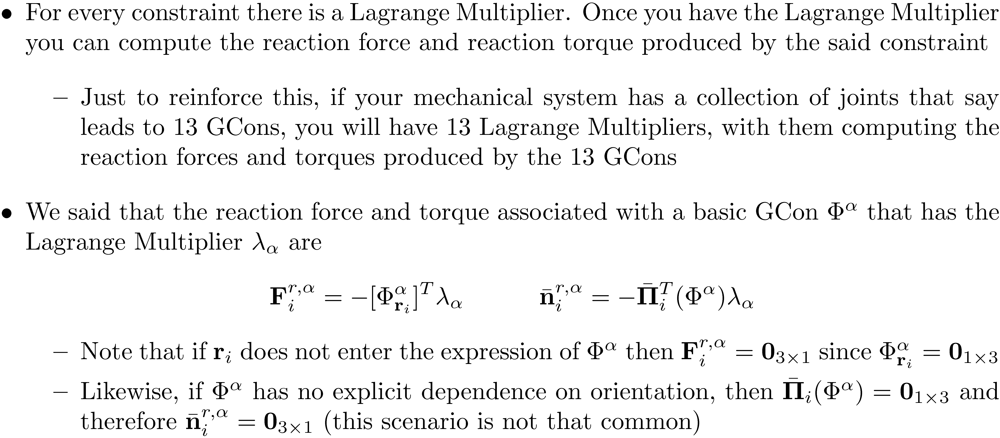 • For every constraint there is a Lagrange Multiplier. Once you have the Lagrange Multiplier
you can compute the reaction force and reaction torque produced by the said constraint
– Just to reinforce this, if your mechanical system has a collection of joints that say
leads to 13 GCons, you will have 13 Lagrange Multipliers, with them computing the
reaction forces and torques produced by the 13 GCons
• We said that the reaction force and torque associated with a basic GCon $\Phi^{\alpha}$ that has the
Lagrange Multiplier $\lambda_{\alpha}$ are
$\mathbf{F}_i^{r,\alpha} = -[\Phi^{\alpha}_{\mathbf{r}_i}]^T \lambda_{\alpha} \qquad \bar{\mathbf{n}}_i^{r,\alpha} = -\bar{\mathbf{\Pi}}_i^T(\Phi^{\alpha})\lambda_{\alpha}$
– Note that if $\mathbf{r}_i$ does not enter the expression of $\Phi^{\alpha}$ then $\mathbf{F}_i^{r,\alpha} = \mathbf{0}_{3\times 1}$ since $\Phi^{\alpha}_{\mathbf{r}_i} = \mathbf{0}_{1\times 3}$
– Likewise, if $\Phi^{\alpha}$ has no explicit dependence on orientation, then $\bar{\mathbf{\Pi}}_i(\Phi^{\alpha}) = \mathbf{0}_{1\times 3}$ and
therefore $\bar{\mathbf{n}}_i^{r,\alpha} = \mathbf{0}_{3\times 1}$ (this scenario is not that common)